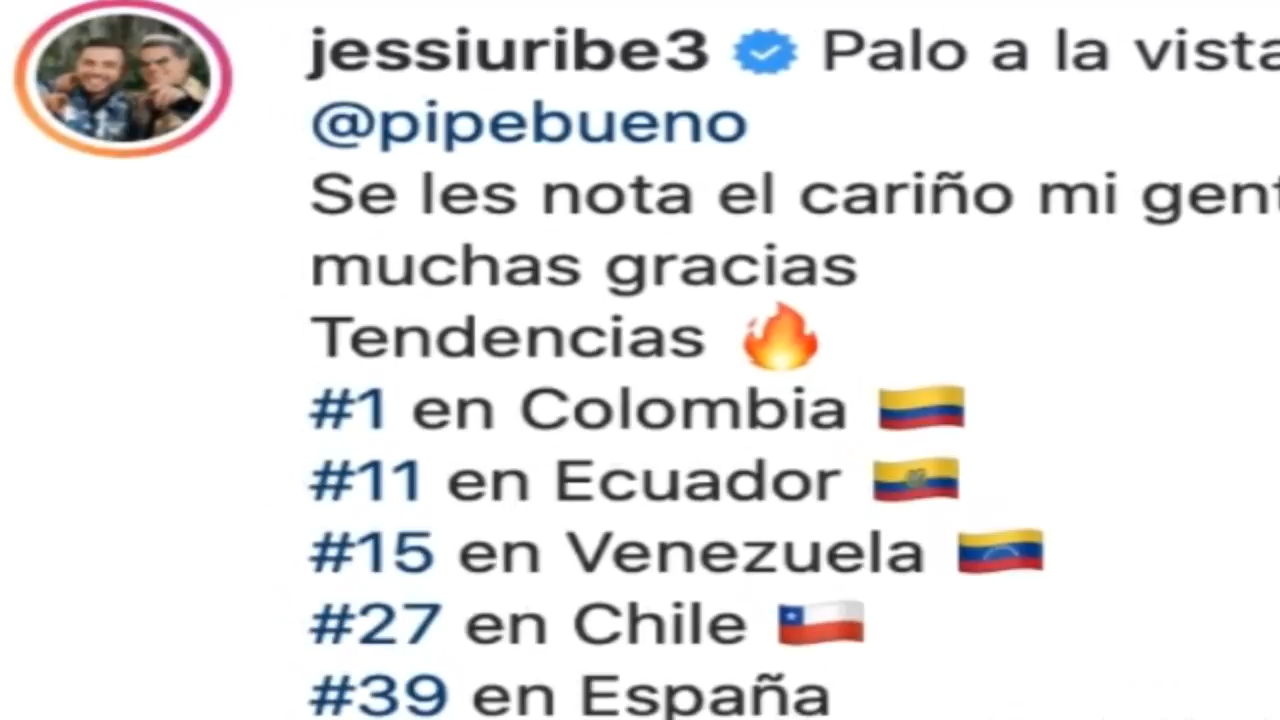 jessiuribe3 Palo a la vista
@pipebueno
Se les nota el cariño mi
muchas gracias
Tendencias 🔥
#1 en Colombia 🇨🇴
#11 en Ecuador 🇪🇨
#15 en Venezuela 🇻🇪
#27 en Chile 🇨🇱
#39 en España